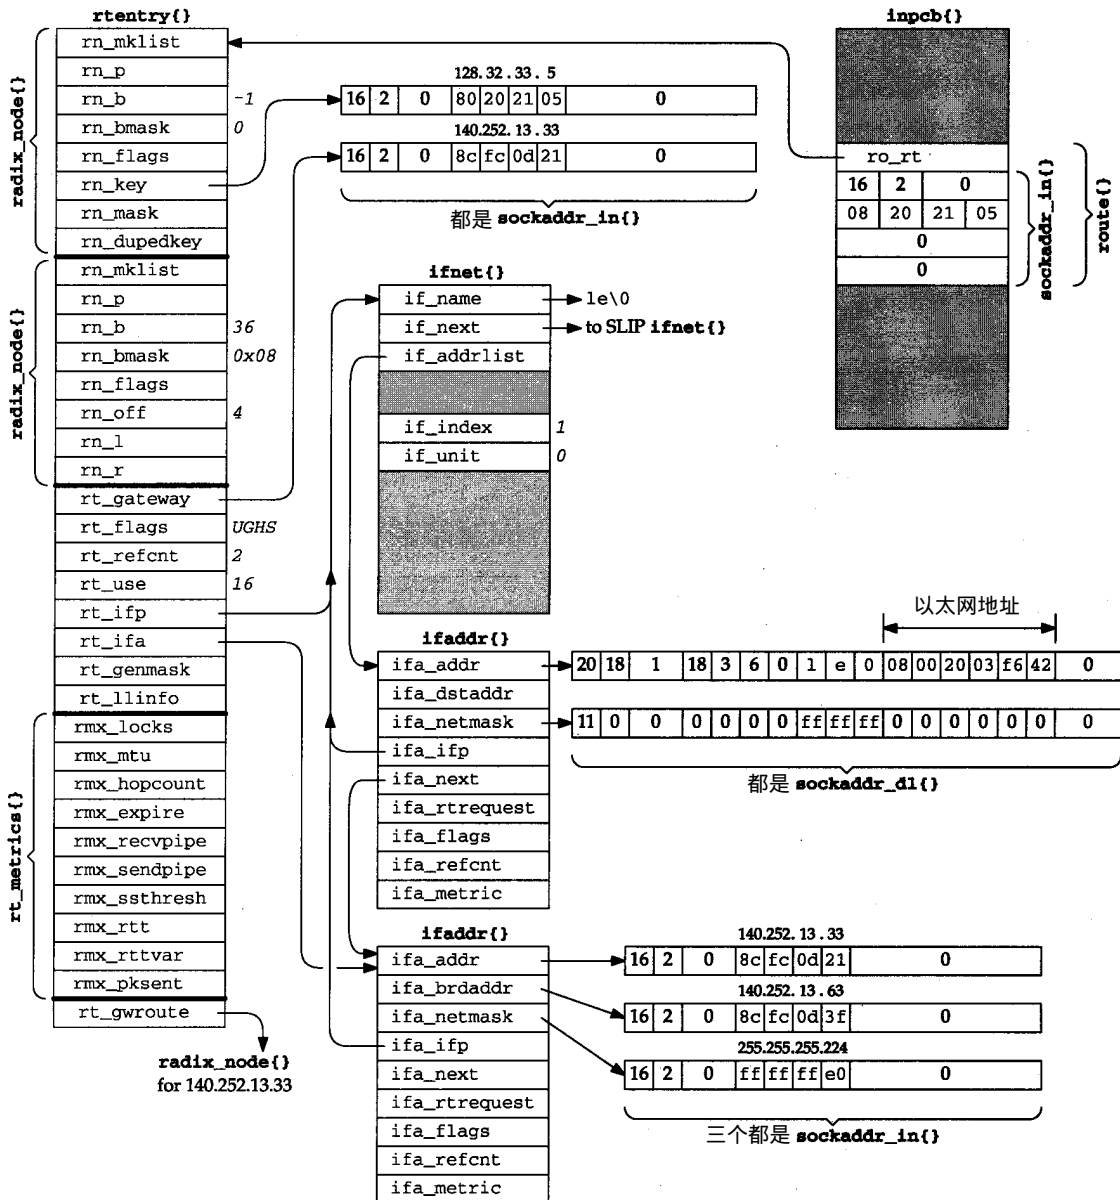 rtentry{}
radix_node{}
rn_mklist
rn_p
rn_b -1
rn_bmask 0
rn_flags
rn_key
rn_mask
rn_dupedkey
radix_node{}
rn_mklist
rn_p
rn_b 36
rn_bmask 0x08
rn_flags
rn_off 4
rn_l
rn_r
rt_gateway
rt_flags UGHS
rt_refcnt 2
rt_use 16
rt_ifp
rt_ifa
rt_genmask
rt_llinfo
rt_metrics{}
rmx_locks
rmx_mtu
rmx_hopcount
rmx_expire
rmx_recvpipe
rmx_sendpipe
rmx_ssthresh
rmx_rtt
rmx_rttvar
rmx_pksent
rt_gwroute
radix_node{}
for 140.252.13.33
128.32.33.5
16 2 0 80 20 21 05 0
140.252.13.33
16 2 0 8c fc 0d 21 0
都是 sockaddr_in{}
inpcb{}
ro_rt
16 2 0
08 20 21 05
0
0
sockaddr_in{}
route{}
ifnet{}
if_name le\0
if_next to SLIP ifnet{}
if_addrlist
if_index 1
if_unit 0
以太网地址
ifaddr{}
ifa_addr 20 18 1 18 3 6 0 l e 0 08 00 20 03 f6 42 0
ifa_dstaddr
ifa_netmask 11 0 0 0 0 0 0 ff ff ff 0 0 0 0 0 0 0
ifa_ifp
ifa_next
ifa_rtrequest
ifa_flags
ifa_refcnt
ifa_metric
都是 sockaddr_dl{}
ifaddr{}
140.252.13.33
ifa_addr 16 2 0 8c fc 0d 21 0
140.252.13.63
ifa_brdaddr 16 2 0 8c fc 0d 3f 0
255.255.255.224
ifa_netmask 16 2 0 ff ff ff e0 0
ifa_ifp
ifa_next
ifa_rtrequest
ifa_flags
ifa_refcnt
ifa_metric
三个都是 sockaddr_in{}